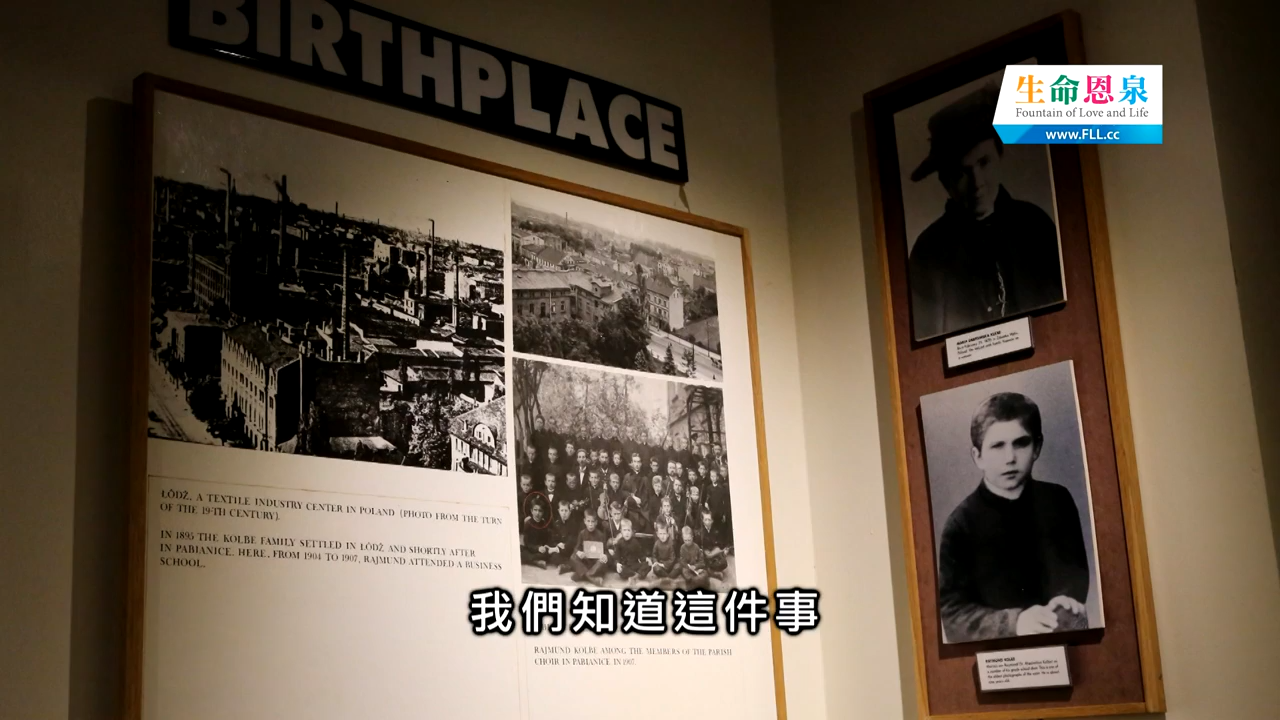 BIRTHPLACE
生命恩泉
Fountain of Love and Life
www.FLL.cc
ŁÓDŹ, A TEXTILE INDUSTRY CENTER IN POLAND (PHOTO FROM THE TURN
OF THE 19-TH CENTURY).
IN 1895 THE KOLBE FAMILY SETTLED IN ŁÓDŹ AND SHORTLY AFTER
IN PABIANICE. HERE, FROM 1904 TO 1907, RAJMUND ATTENDED A BUSINESS
SCHOOL.
我們知道這件事
RAJMUND KOLBE AMONG THE MEMBERS OF THE PARISH
CHOIR IN PABIANICE IN 1907.